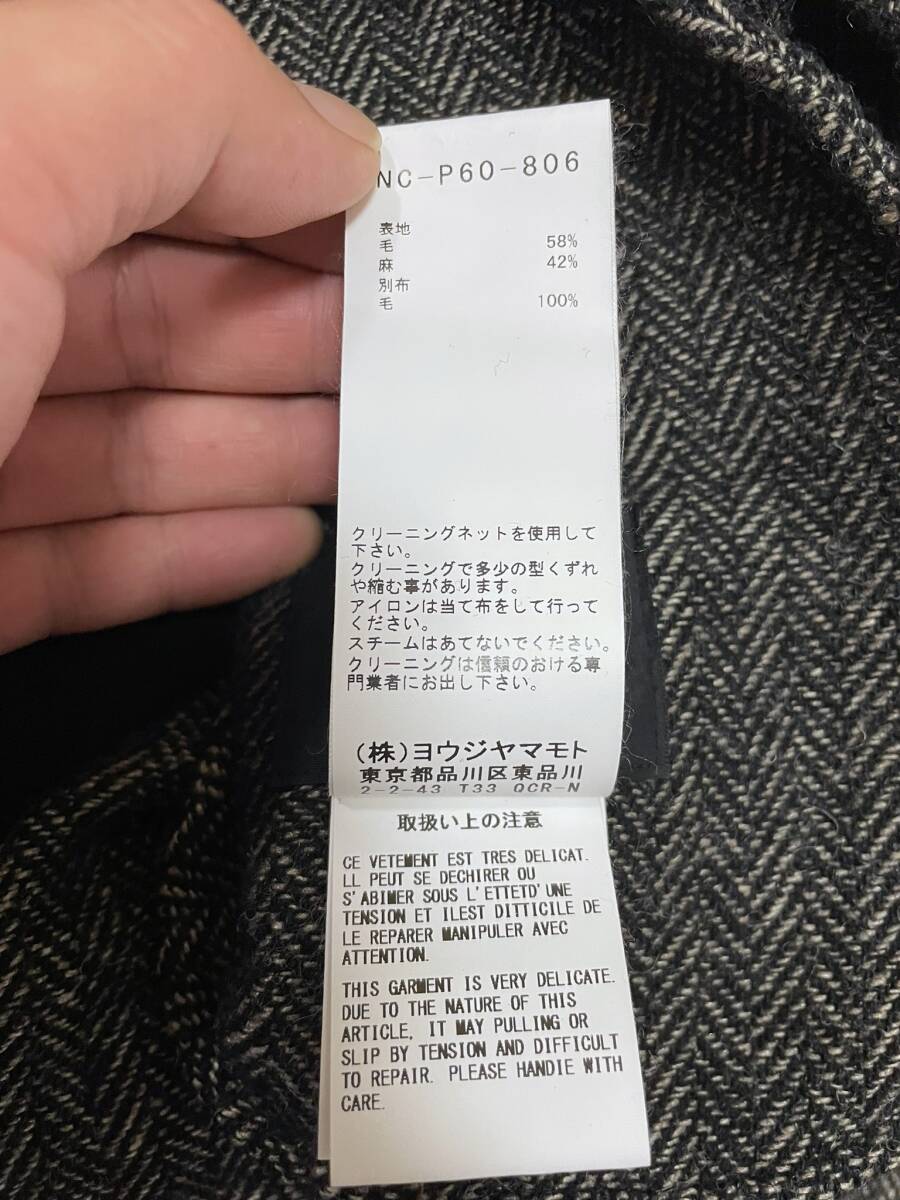 NC-P60-806
表地
毛 58%
麻 42%
別布
毛 100%
クリーニングネットを使用して
下さい。
クリーニングで多少の型くずれ
や縮む事があります。
アイロンは当て布をして行って
ください。
スチームはあてないでください。
クリーニングは信頼のおける専
門業者にお出し下さい。
(株)ヨウジヤマモト
東京都品川区東品川
2-2-43 T33 OCR-N
取扱い上の注意
CE VETEMENT EST TRES DELICAT.
LL PEUT SE DECHIRER OU
S'ABIMER SOUS L'ETTETD'UNE
TENSION ET ILEST DITTICILE DE
LE REPARER MANIPULER AVEC
ATTENTION.
THIS GARMENT IS VERY DELICATE.
DUE TO THE NATURE OF THIS
ARTICLE, IT MAY PULLING OR
SLIP BY TENSION AND DIFFICULT
TO REPAIR. PLEASE HANDIE WITH
CARE.